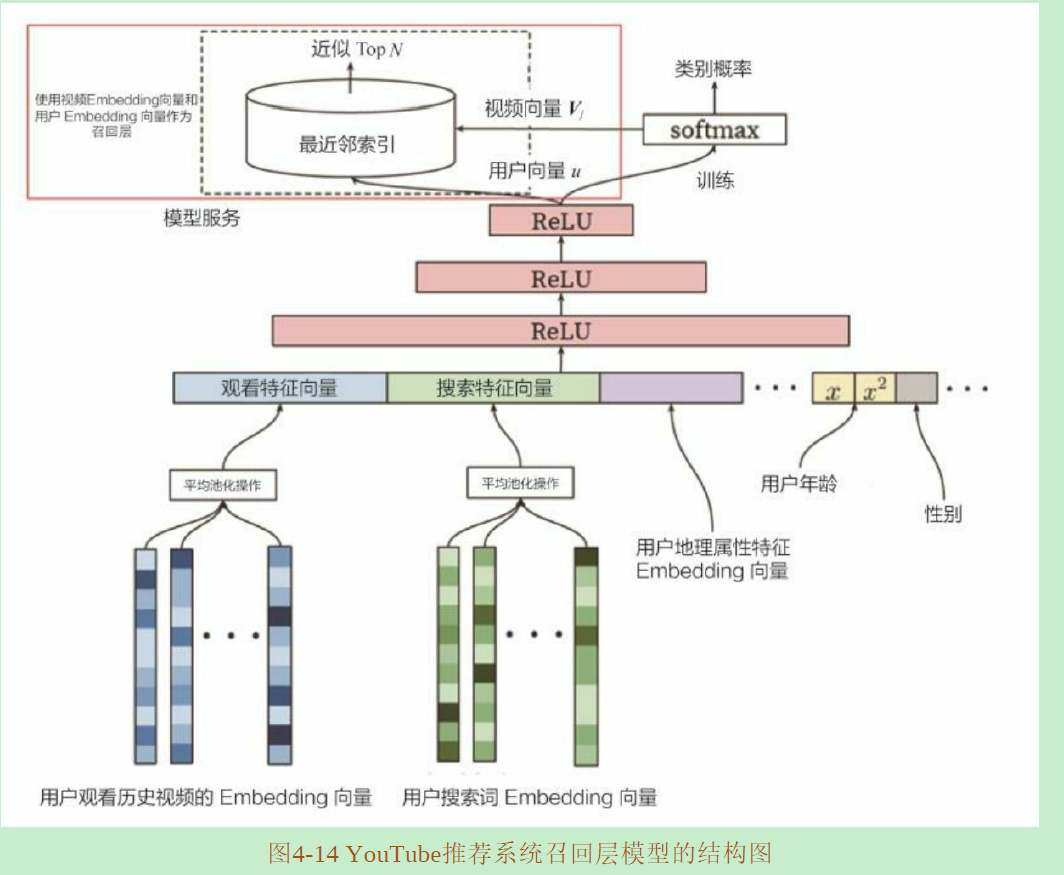 近似 Top N
类别概率
使用视频Embedding向量和
用户 Embedding 向量作为
召回层
视频向量 Vj
softmax
最近邻索引
用户向量 u
训练
模型服务
ReLU
ReLU
ReLU
观看特征向量
搜索特征向量
x
x²
平均池化操作
平均池化操作
用户年龄
性别
用户地理属性特征
Embedding 向量
用户观看历史视频的 Embedding 向量
用户搜索词 Embedding 向量
图4-14 YouTube推荐系统召回层模型的结构图